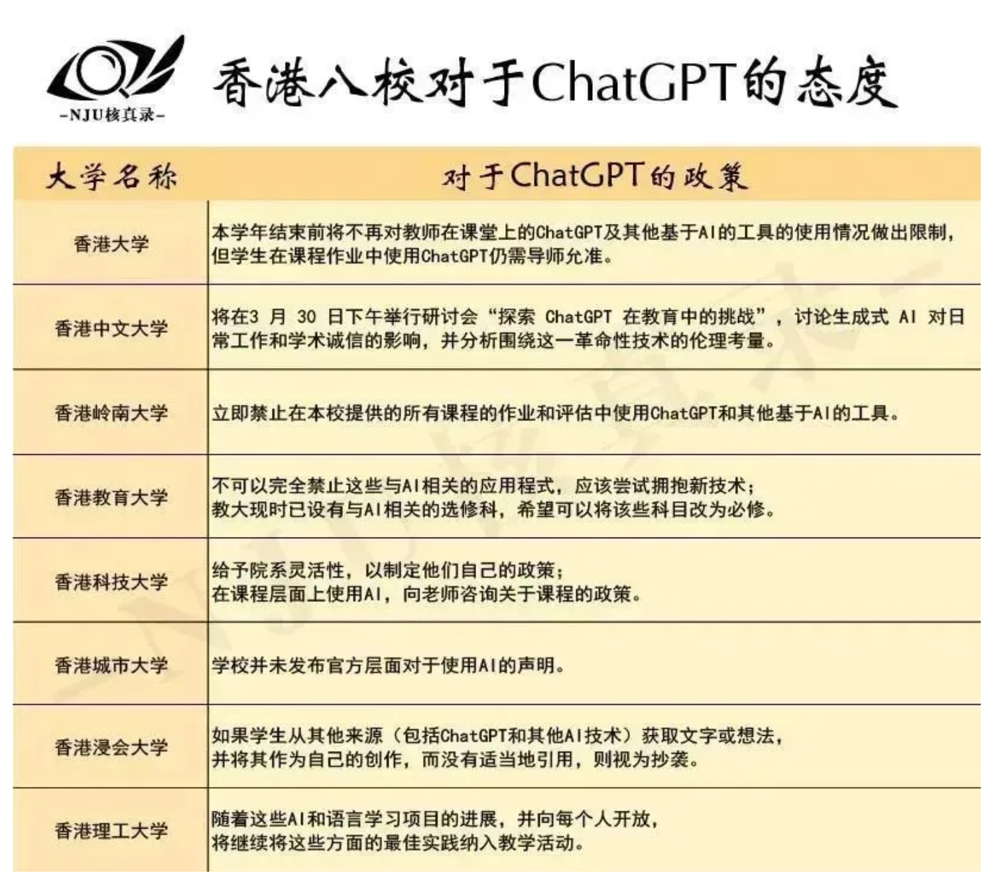 -NJU核真录-
香港八校对于ChatGPT的态度
大学名称
对于ChatGPT的政策
香港大学
本学年结束前将不再对教师在课堂上的ChatGPT及其他基于AI的工具的使用情况做出限制，
但学生在课程作业中使用ChatGPT仍需导师允准。
香港中文大学
将在3 月 30 日下午举行研讨会“探索 ChatGPT 在教育中的挑战”，讨论生成式 AI 对日
常工作和学术诚信的影响，并分析围绕这一革命性技术的伦理考量。
香港岭南大学
立即禁止在本校提供的所有课程的作业和评估中使用ChatGPT和其他基于AI的工具。
香港教育大学
不可以完全禁止这些与AI相关的应用程式，应该尝试拥抱新技术；
教大现时已设有与AI相关的选修科，希望可以将该些科目改为必修。
香港科技大学
给予院系灵活性，以制定他们自己的政策；
在课程层面上使用AI，向老师咨询关于课程的政策。
香港城市大学
学校并未发布官方层面对于使用AI的声明。
香港浸会大学
如果学生从其他来源（包括ChatGPT和其他AI技术）获取文字或想法，
并将其作为自己的创作，而没有适当地引用，则视为抄袭。
香港理工大学
随着这些AI和语言学习项目的进展，并向每个人开放，
将继续将这些方面的最佳实践纳入教学活动。
-NJU核真录-